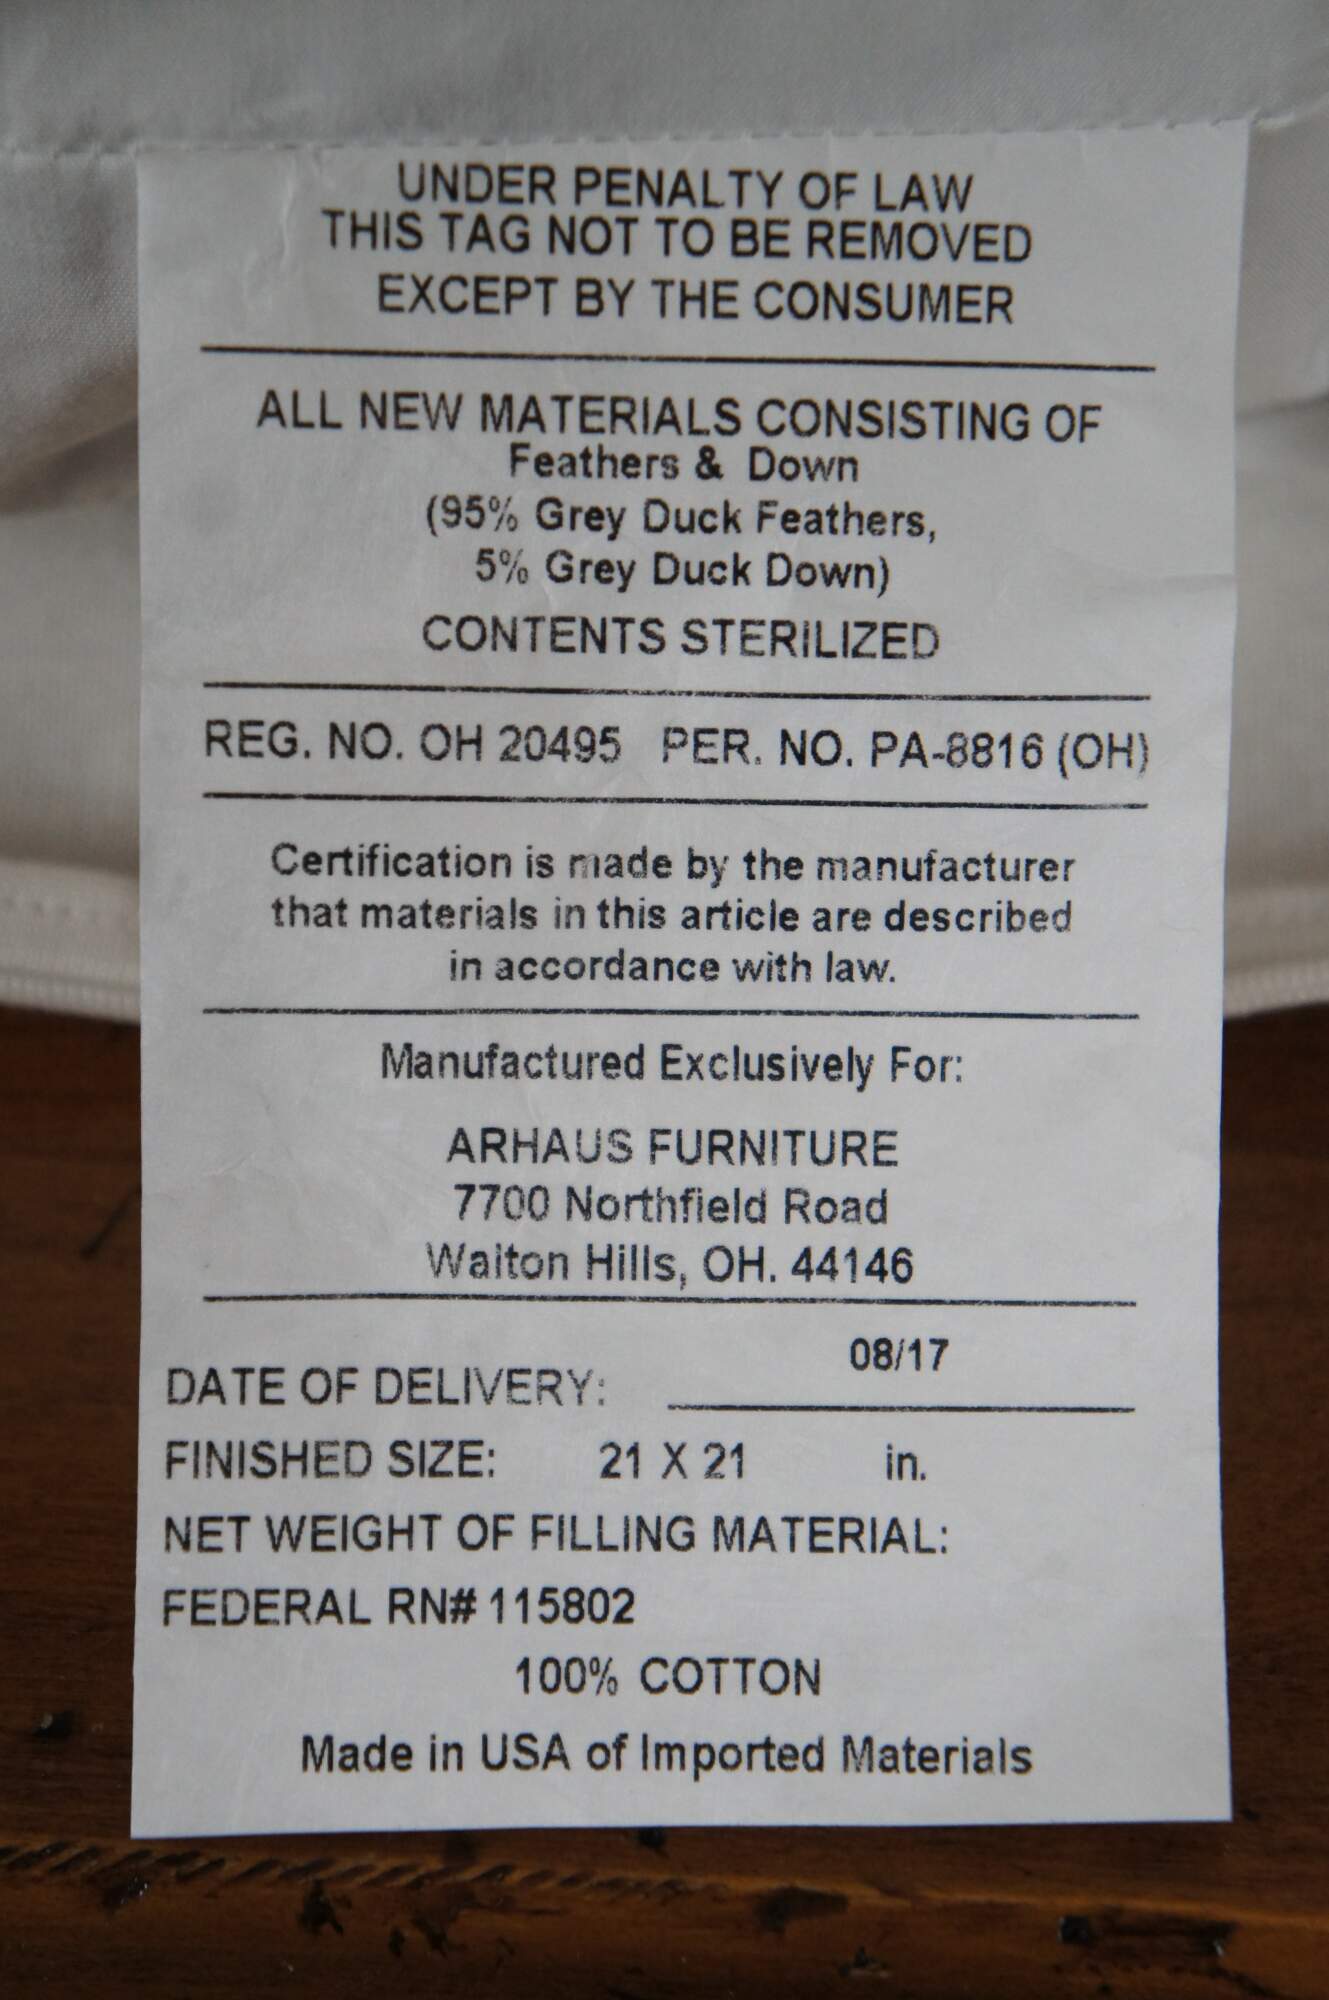 UNDER PENALTY OF LAW
THIS TAG NOT TO BE REMOVED
EXCEPT BY THE CONSUMER
ALL NEW MATERIALS CONSISTING OF
Feathers & Down
(95% Grey Duck Feathers,
5% Grey Duck Down)
CONTENTS STERILIZED
REG. NO. OH 20495 PER. NO. PA-8816 (OH)
Certification is made by the manufacturer
that materials in this article are described
in accordance with law.
Manufactured Exclusively For:
ARHAUS FURNITURE
7700 Northfield Road
Walton Hills, OH. 44146
DATE OF DELIVERY: 08/17
FINISHED SIZE: 21 X 21 in.
NET WEIGHT OF FILLING MATERIAL:
FEDERAL RN# 115802
100% COTTON
Made in USA of Imported Materials